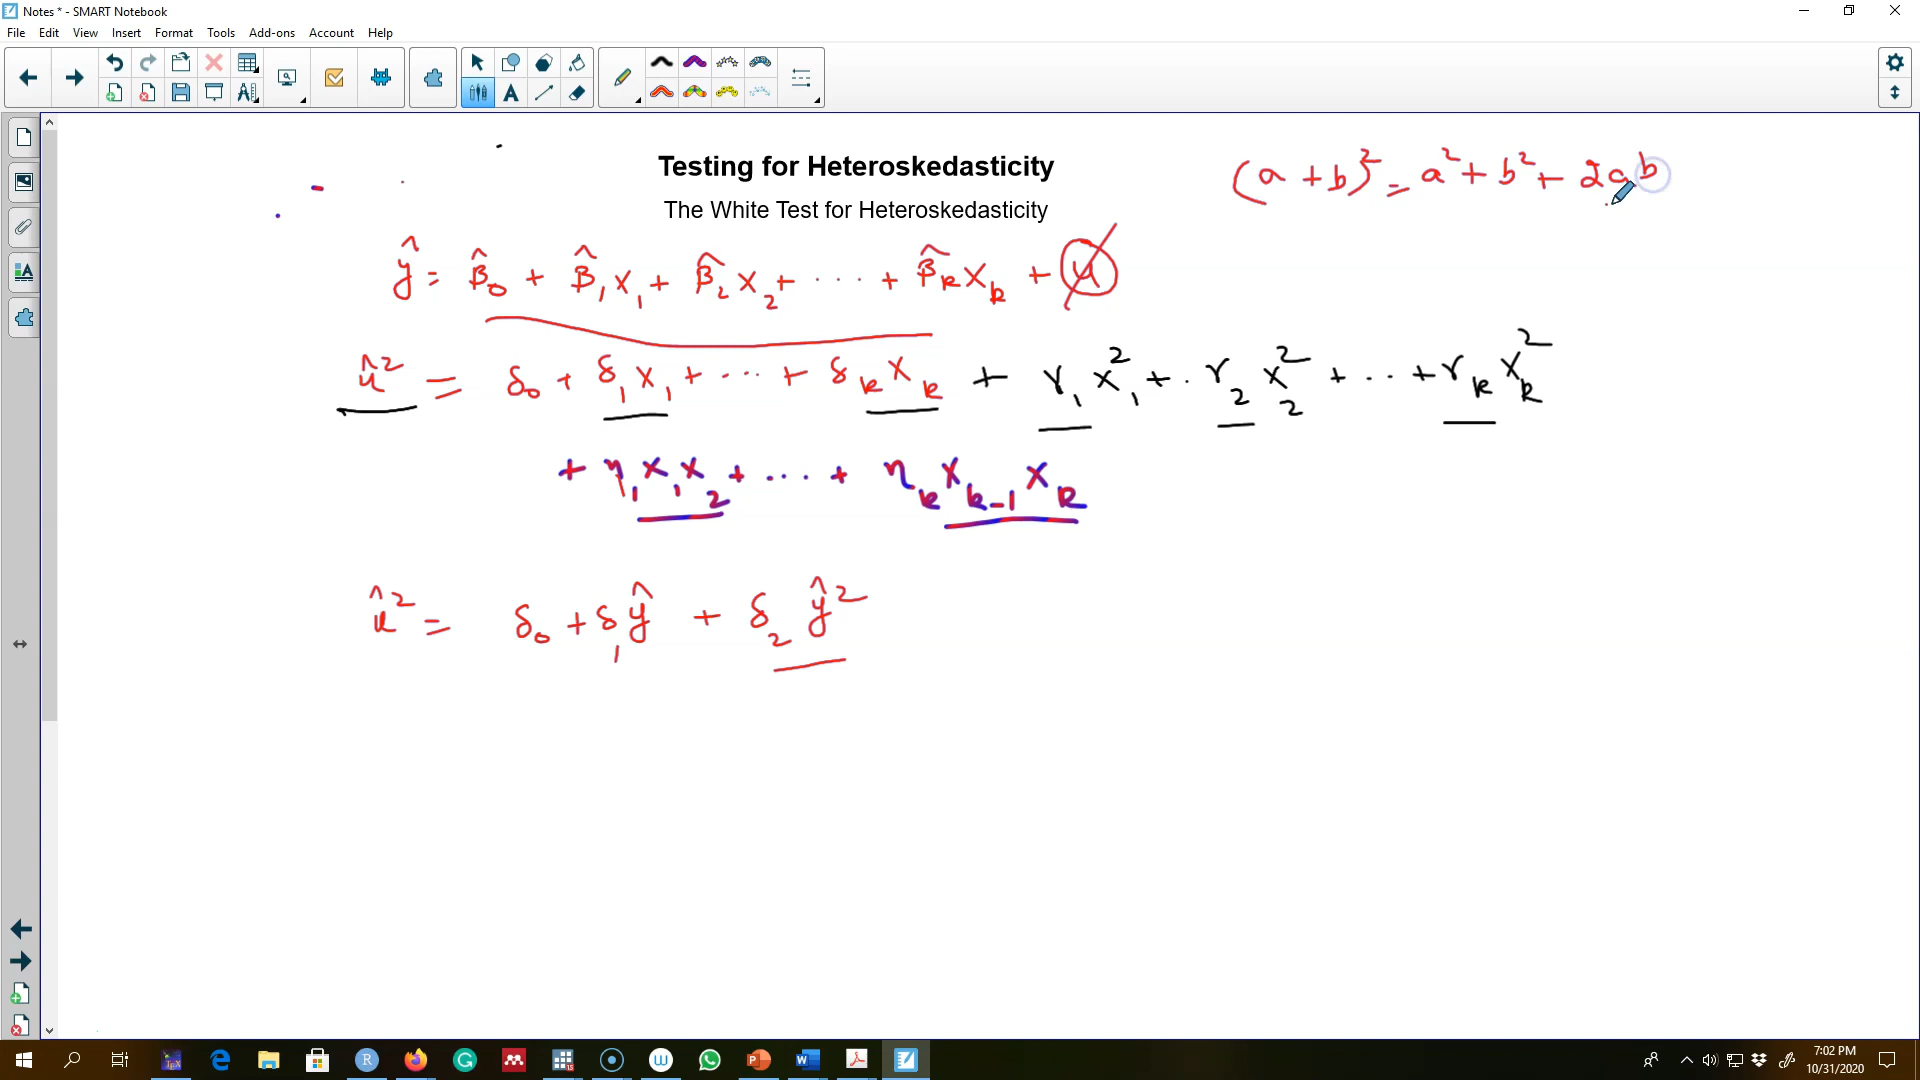 Notes * - SMART Notebook
File Edit View Insert Format Tools Add-ons Account Help
Testing for Heteroskedasticity
(a + b)² = a² + b² + 2ab
The White Test for Heteroskedasticity
ŷ = β̂₀ + β̂₁x₁ + β̂₂x₂ + ···· + β̂ₖxₖ + u
û² = δ₀ + δ₁x₁ + ··· + δₖxₖ + γ₁x₁² + γ₂x₂² + ··· + γₖxₖ²
+ η₁x₁x₂ + ··· + ηₖxₖ₋₁xₖ
û² = δ₀ + δ₁ŷ + δ₂ŷ²
7:02 PM
10/31/2020